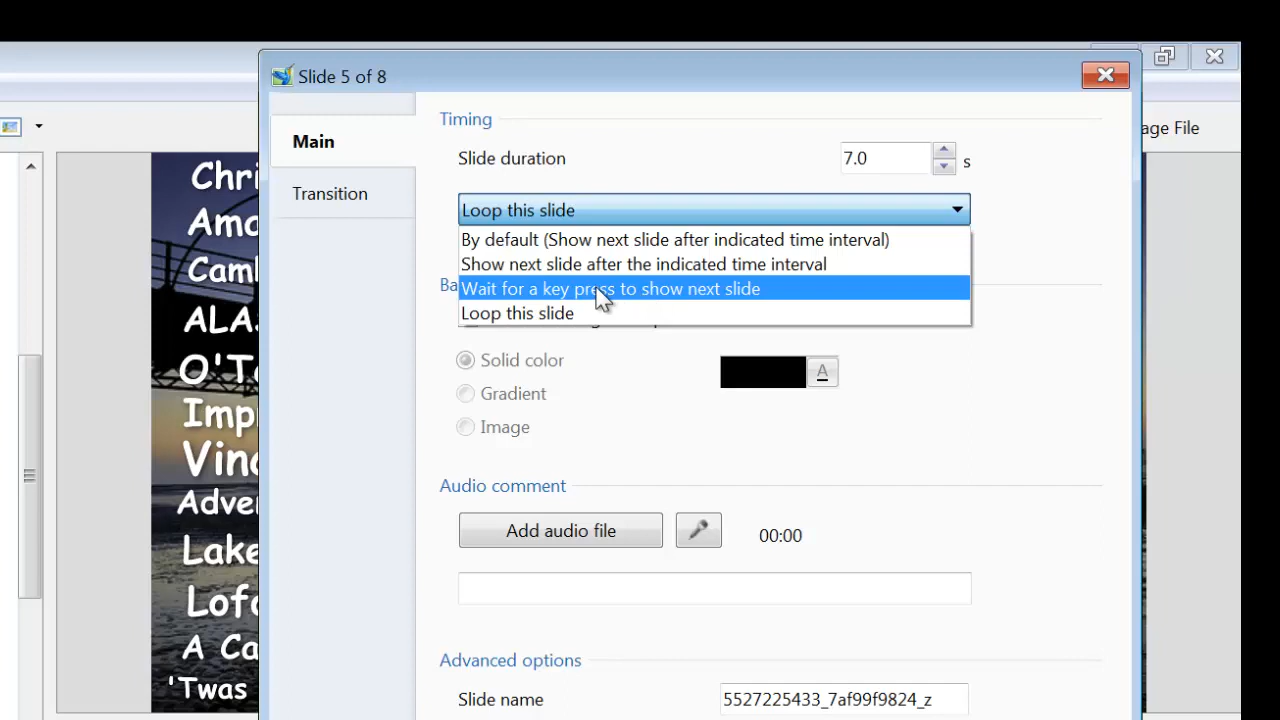 Slide 5 of 8
age File
Main
Transition
Timing
Slide duration
7.0
s
Loop this slide
By default (Show next slide after indicated time interval)
Show next slide after the indicated time interval
Wait for a key press to show next slide
Loop this slide
Ba
Solid color
A
Gradient
Image
Audio comment
Add audio file
00:00
Advanced options
Slide name
5527225433_7af99f9824_z
Chri
Ama
Cam
ALAS
O'To
Impr
Vinc
Adve
Lake
Lofo
A Ca
'Twas